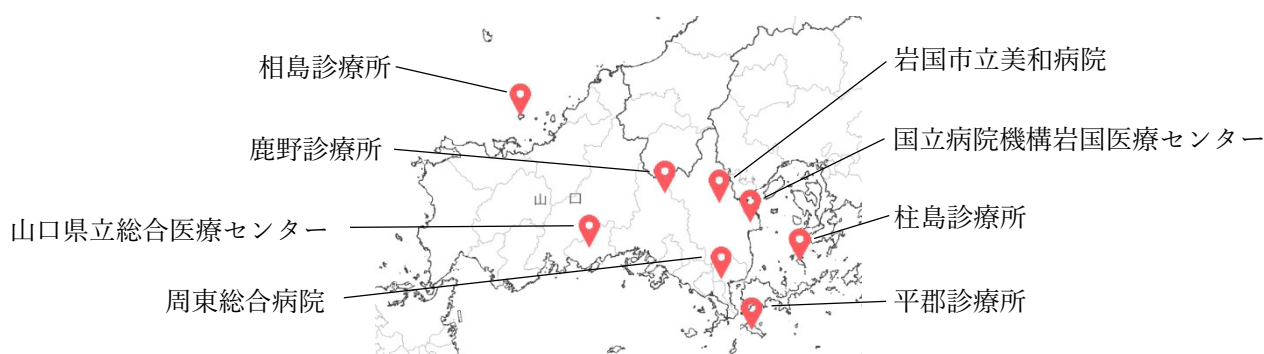 相島診療所
鹿野診療所
山口県立総合医療センター
周東総合病院
山口
岩国市立美和病院
国立病院機構岩国医療センター
柱島診療所
平郡診療所